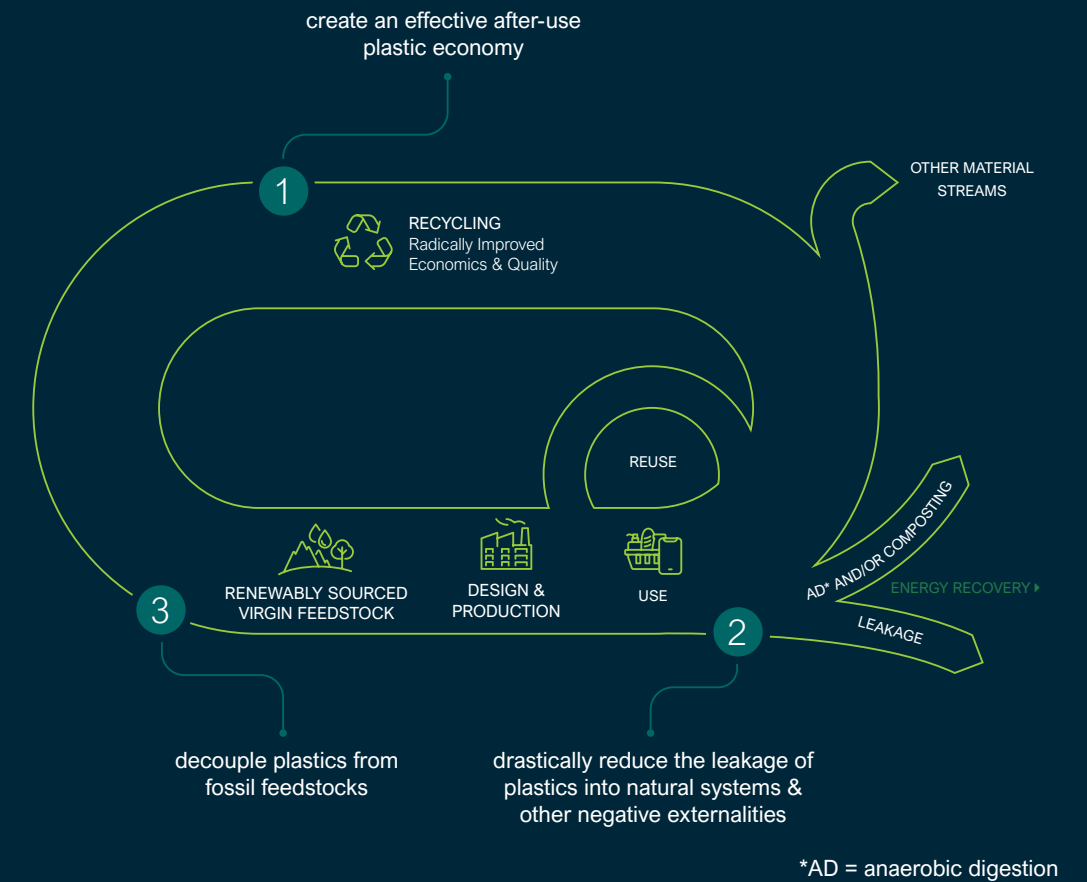 create an effective after-use
plastic economy
1
OTHER MATERIAL
STREAMS
RECYCLING
Radically Improved
Economics & Quality
REUSE
AD* AND/OR COMPOSTING
ENERGY RECOVERY
LEAKAGE
RENEWABLY SOURCED
VIRGIN FEEDSTOCK
DESIGN &
PRODUCTION
USE
3
2
decouple plastics from
fossil feedstocks
drastically reduce the leakage of
plastics into natural systems &
other negative externalities
*AD = anaerobic digestion